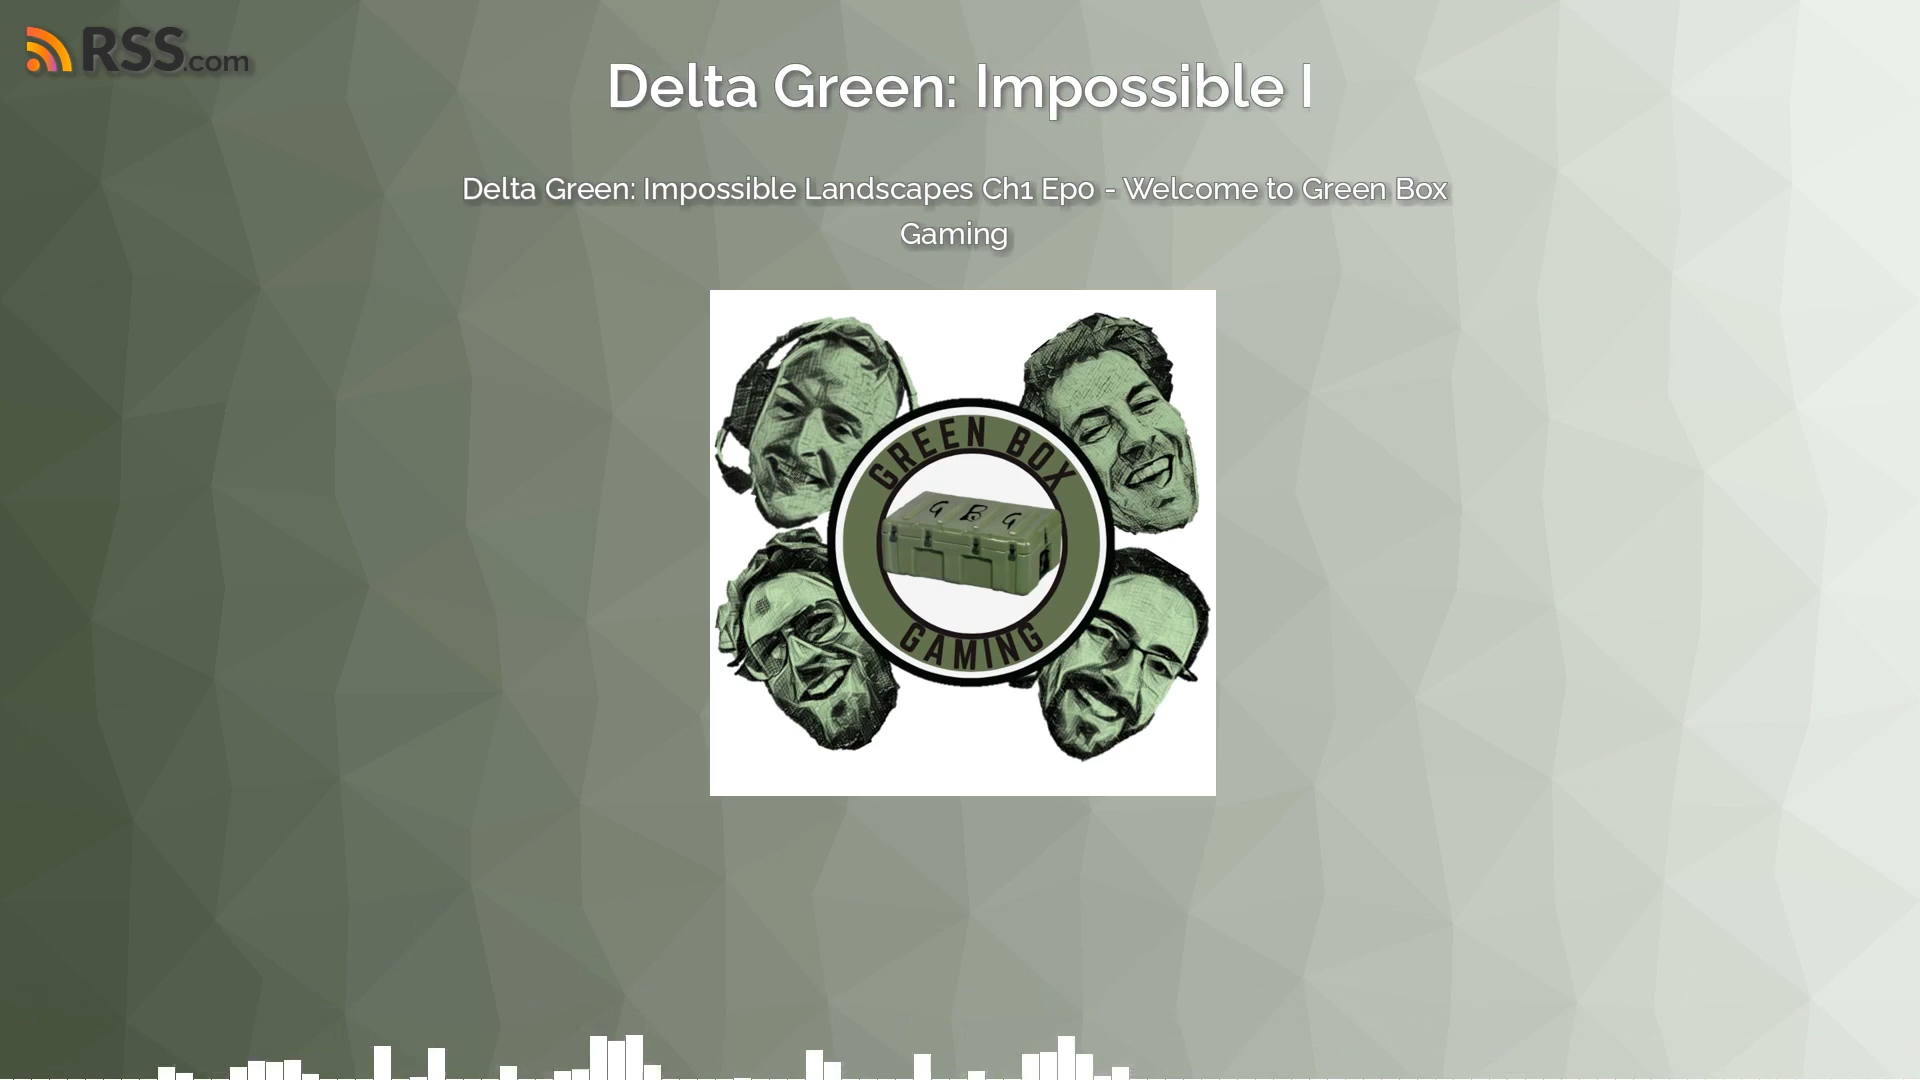 RSS.com
Delta Green: Impossible l
Delta Green: Impossible Landscapes Ch1 Ep0 - Welcome to Green Box
Gaming
GREEN BOX
G B G
GAMING